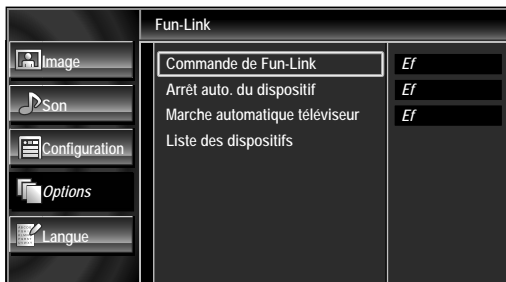 Fun-Link
Image
Son
Configuration
Options
Langue
Commande de Fun-Link Ef
Arrêt auto. du dispositif Ef
Marche automatique téléviseur Ef
Liste des dispositifs